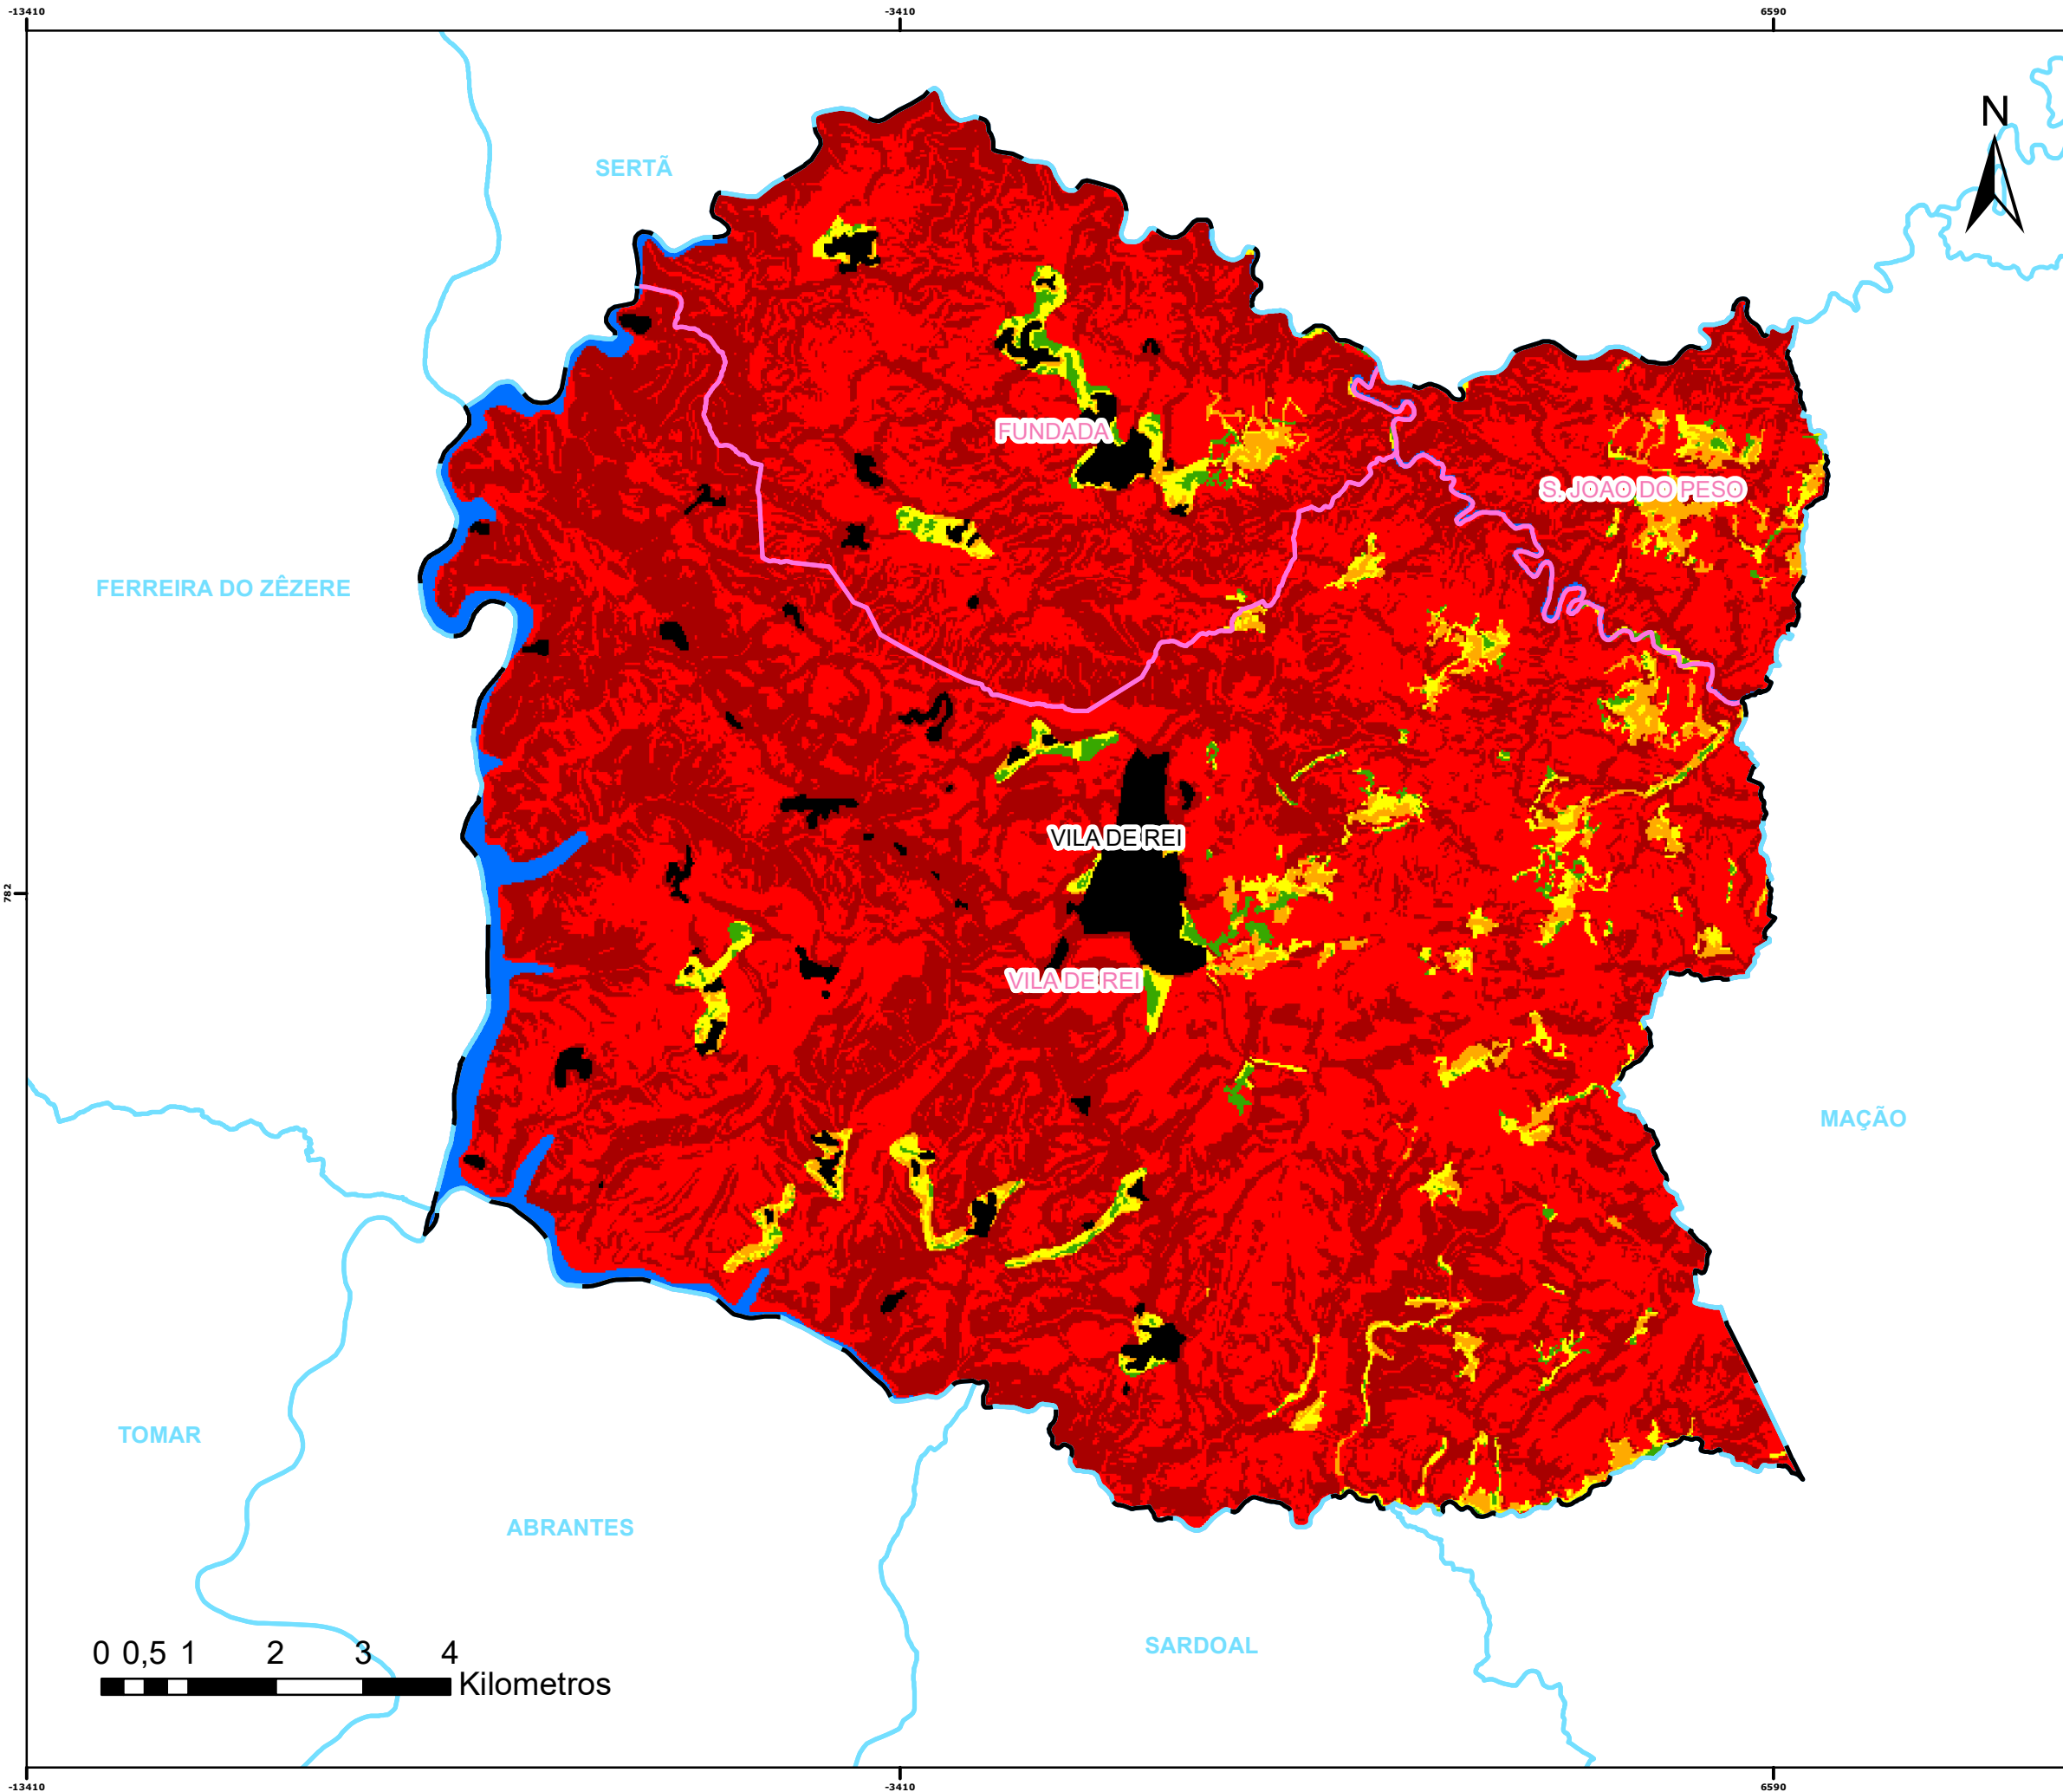 -13410
-3410
6590
N
SERTÃ
FUNDADA
S. JOAO DO PESO
FERREIRA DO ZÊZERE
VILA DE REI
782
VILA DE REI
MAÇÃO
TOMAR
ABRANTES
SARDOAL
0 0,5 1 2 3 4
Kilometros
-13410
-3410
6590